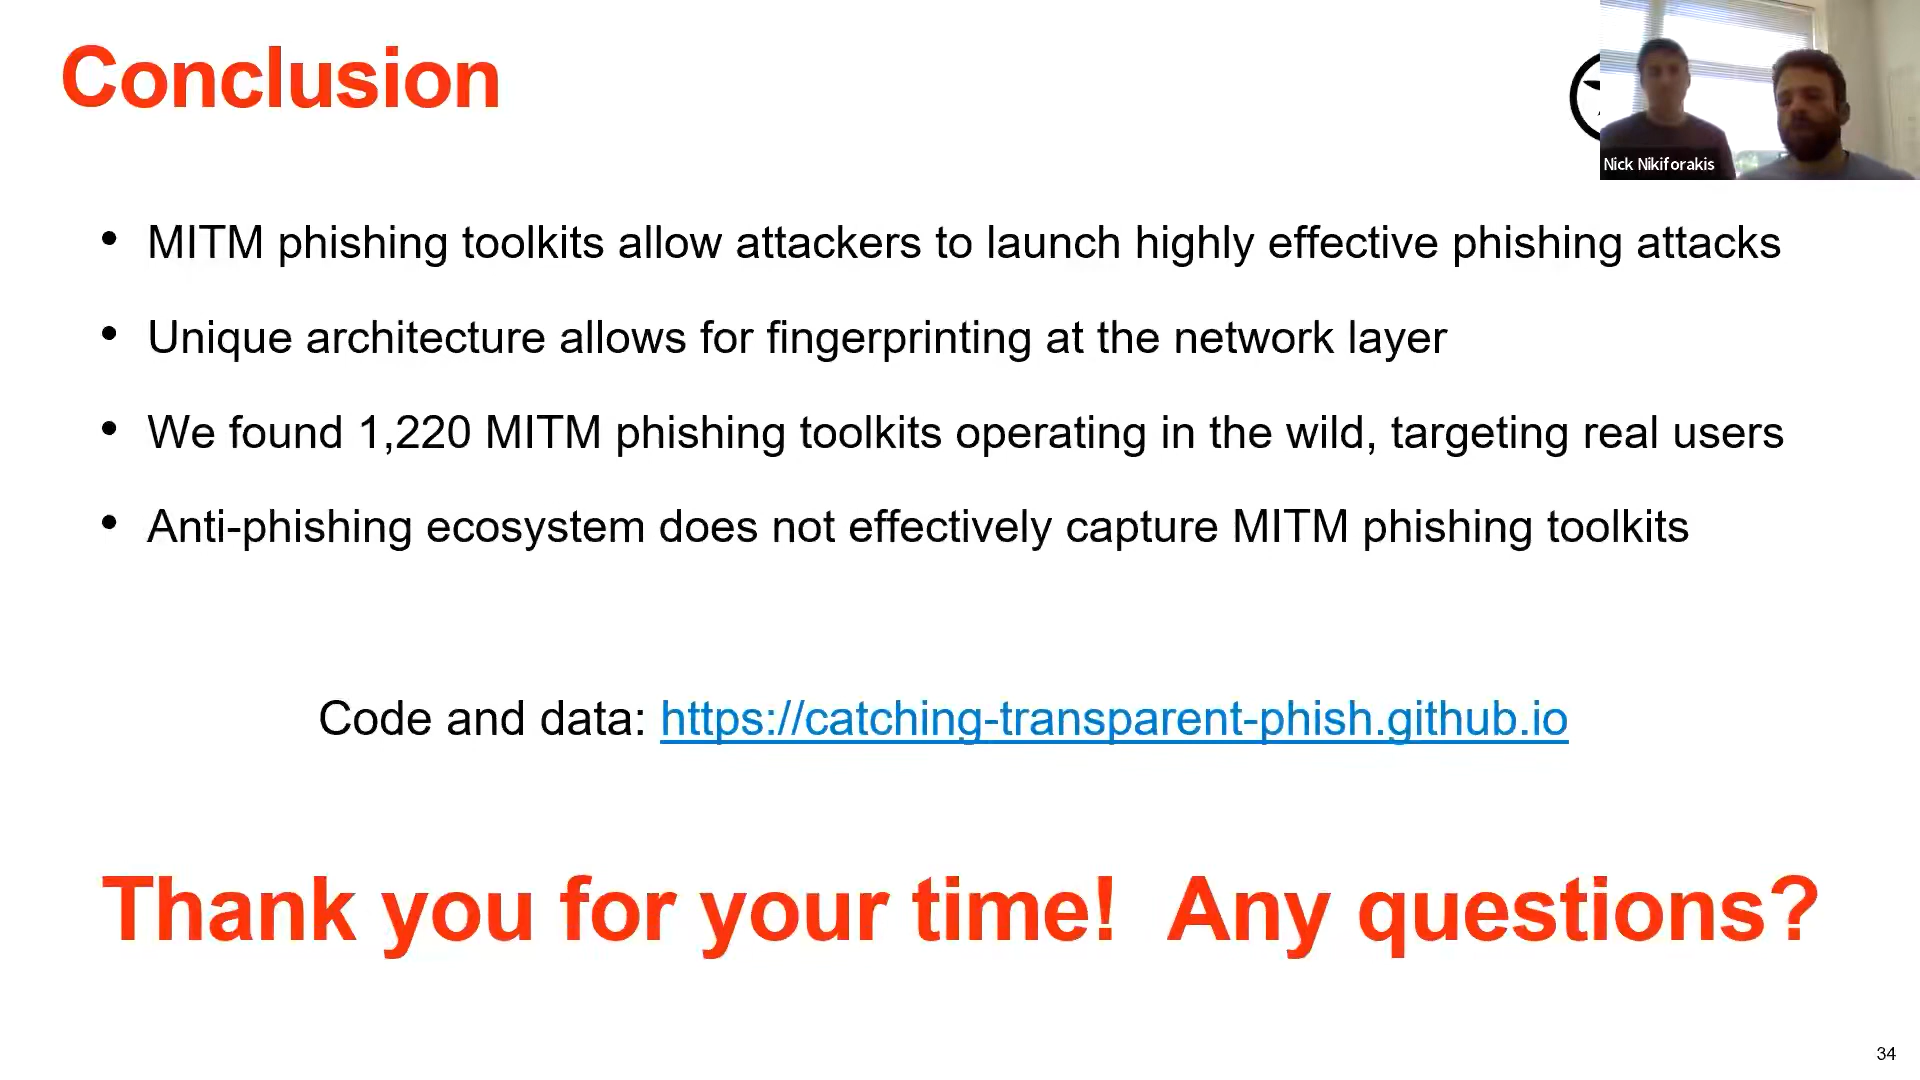 Conclusion
Nick Nikiforakis
• MITM phishing toolkits allow attackers to launch highly effective phishing attacks
• Unique architecture allows for fingerprinting at the network layer
• We found 1,220 MITM phishing toolkits operating in the wild, targeting real users
• Anti-phishing ecosystem does not effectively capture MITM phishing toolkits
Code and data: https://catching-transparent-phish.github.io
Thank you for your time!  Any questions?
34